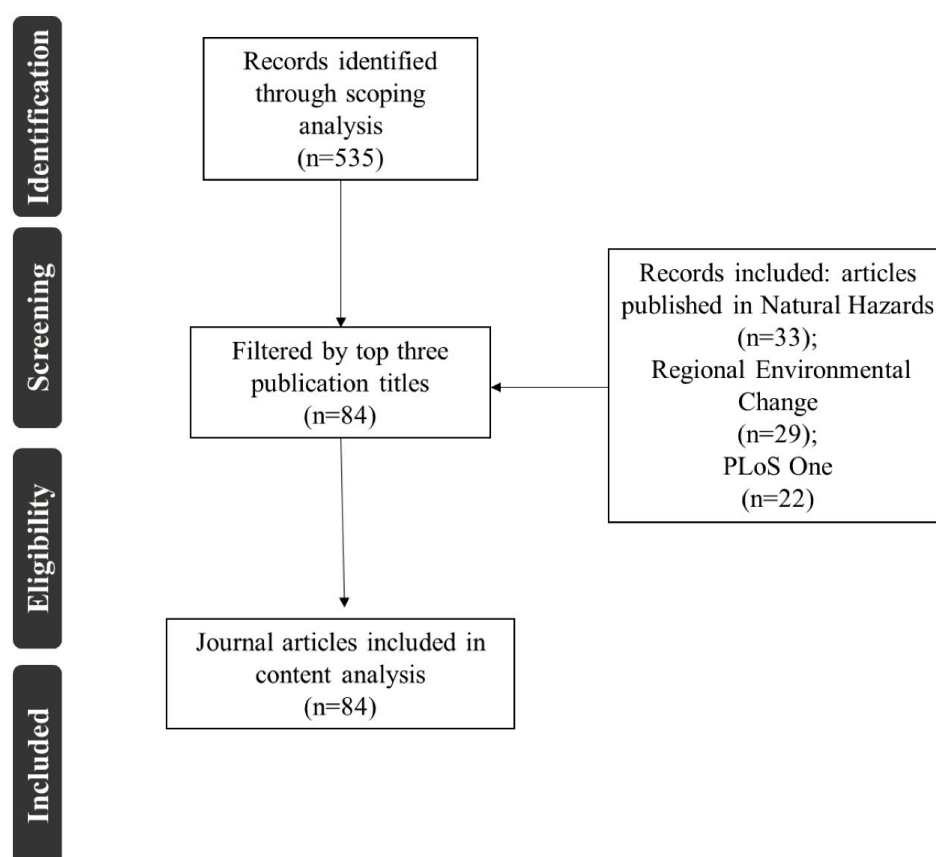 Identification
Records identified
through scoping
analysis
(n=535)
Screening
Filtered by top three
publication titles
(n=84)
Records included: articles
published in Natural Hazards
(n=33);
Regional Environmental
Change
(n=29);
PLoS One
(n=22)
Eligibility
Journal articles included in
content analysis
(n=84)
Included